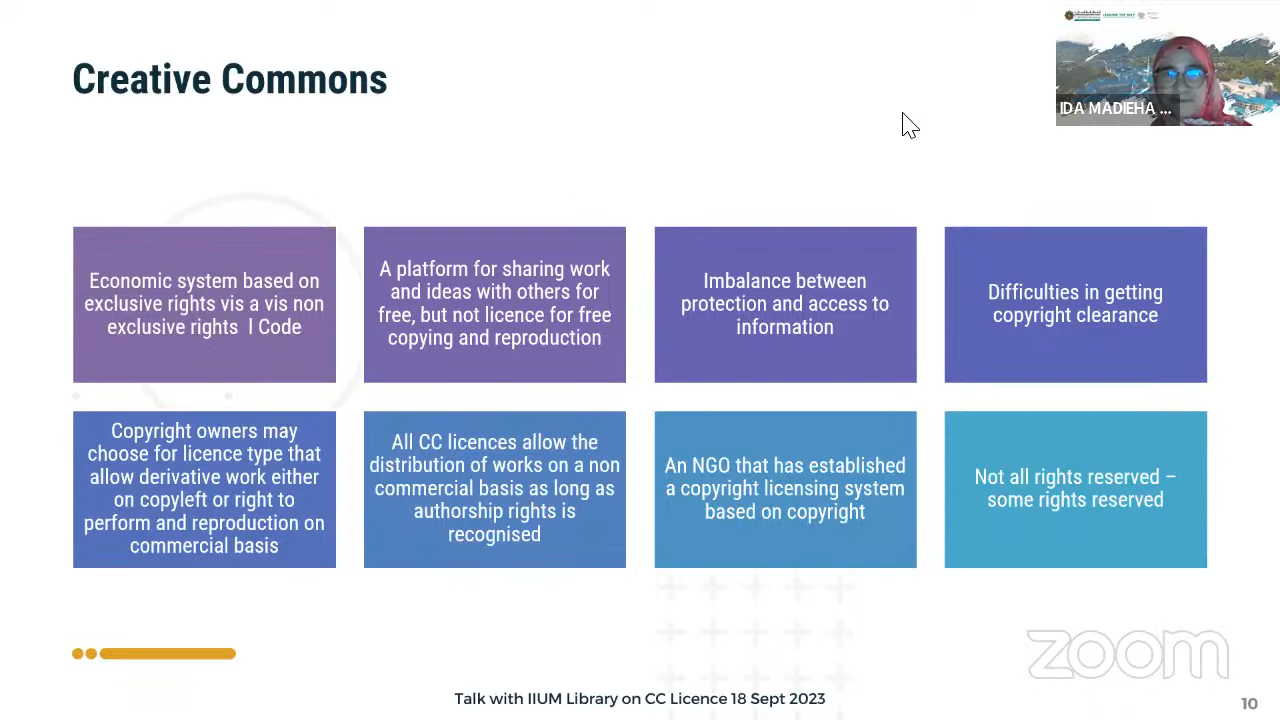 Creative Commons
LEADING THE WAY
IDA MADIEHA ...
Economic system based on
exclusive rights vis a vis non
exclusive rights I Code
A platform for sharing work
and ideas with others for
free, but not licence for free
copying and reproduction
Imbalance between
protection and access to
information
Difficulties in getting
copyright clearance
Copyright owners may
choose for licence type that
allow derivative work either
on copyleft or right to
perform and reproduction on
commercial basis
All CC licences allow the
distribution of works on a non
commercial basis as long as
authorship rights is
recognised
An NGO that has established
a copyright licensing system
based on copyright
Not all rights reserved –
some rights reserved
zoom
Talk with IIUM Library on CC Licence 18 Sept 2023
10